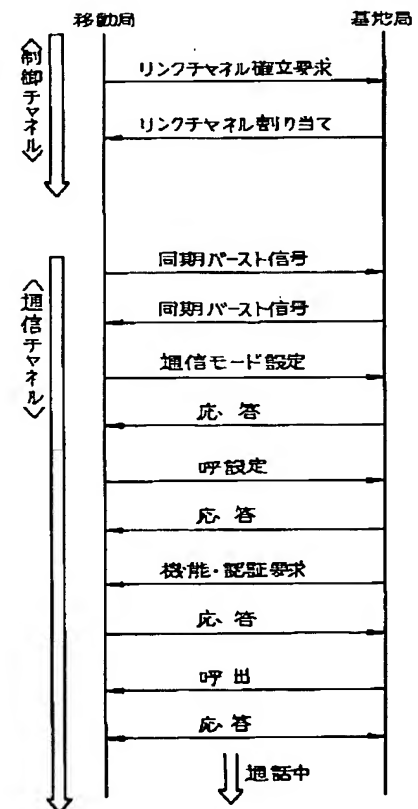 移動局 基地局
〈制御チャネル〉
リンクチャネル確立要求
リンクチャネル割り当て
〈通信チャネル〉
同期バースト信号
同期バースト信号
通信モード設定
応答
呼設定
応答
機能・認証要求
応答
呼出
応答
通話中